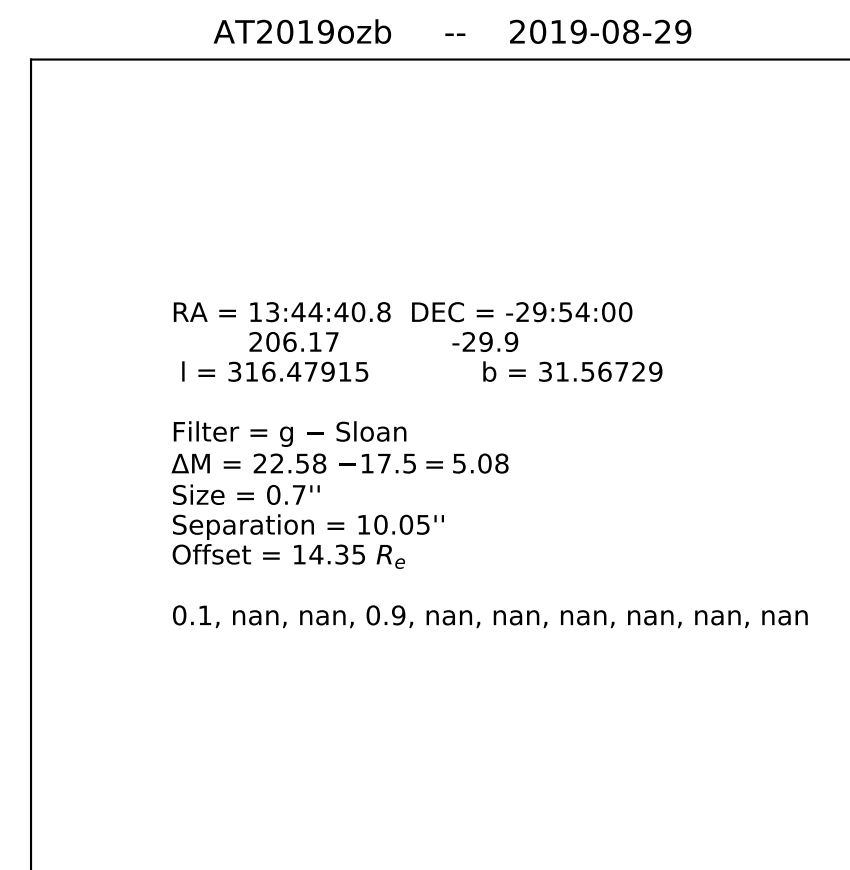 AT2019ozb -- 2019-08-29
RA = 13:44:40.8 DEC = -29:54:00
206.17 -29.9
l = 316.47915 b = 31.56729
Filter = g − Sloan
ΔM = 22.58 −17.5 = 5.08
Size = 0.7''
Separation = 10.05''
Offset = 14.35 Rₑ
0.1, nan, nan, 0.9, nan, nan, nan, nan, nan, nan